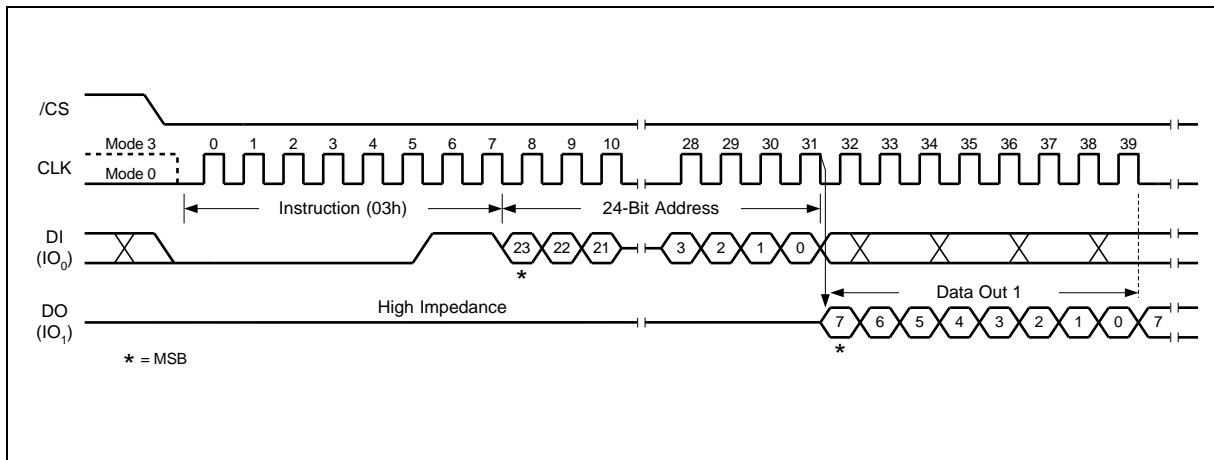 /CS
Mode 3 0 1 2 3 4 5 6 7 8 9 10 28 29 30 31 32 33 34 35 36 37 38 39
CLK
Mode 0
Instruction (03h) 24-Bit Address
DI
(IO0)
23 22 21 3 2 1 0
*
Data Out 1
High Impedance
DO
(IO1)
7 6 5 4 3 2 1 0 7
*
* = MSB